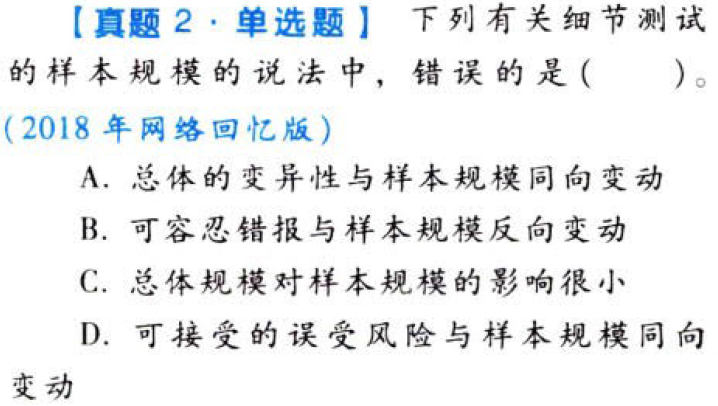 【真题 2 · 单选题】 下列有关细节测试
的样本规模的说法中，错误的是（　　）。
（2018 年网络回忆版）
A. 总体的变异性与样本规模同向变动
B. 可容忍错报与样本规模反向变动
C. 总体规模对样本规模的影响很小
D. 可接受的误受风险与样本规模同向
变动